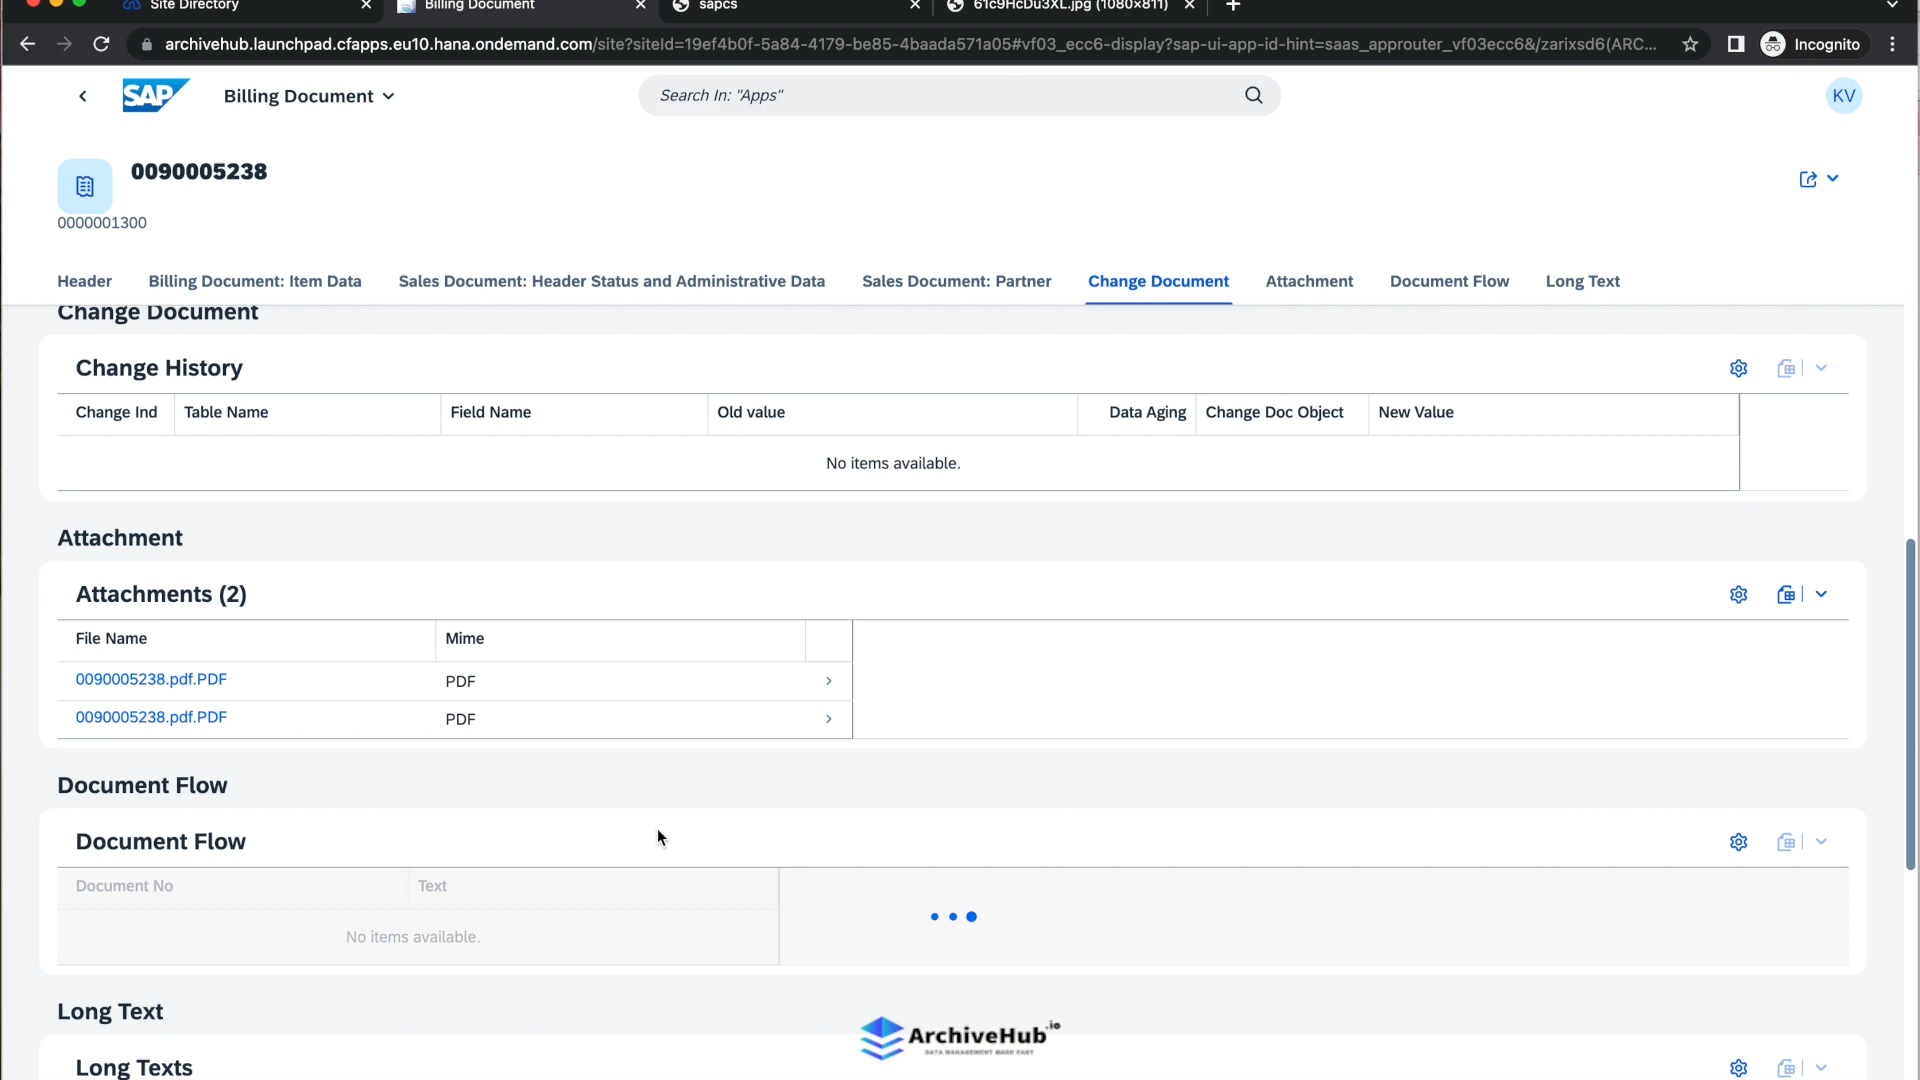 Site Directory
Billing Document
sapcs
61c9HcDu3XL.jpg (1080×811)
archivehub.launchpad.cfapps.eu10.hana.ondemand.com/site?siteId=19ef4b0f-5a84-4179-be85-4baada571a05#vf03_ecc6-display?sap-ui-app-id-hint=saas_approuter_vf03ecc6&/zarixsd6(ARC...
Incognito
SAP
Billing Document
Search In: "Apps"
KV
0090005238
0000001300
Header
Billing Document: Item Data
Sales Document: Header Status and Administrative Data
Sales Document: Partner
Change Document
Attachment
Document Flow
Long Text
Change Document
Change History
Change Ind
Table Name
Field Name
Old value
Data Aging
Change Doc Object
New Value
No items available.
Attachment
Attachments (2)
File Name
Mime
0090005238.pdf.PDF
PDF
0090005238.pdf.PDF
PDF
Document Flow
Document Flow
Document No
Text
No items available.
Long Text
ArchiveHub.io
DATA MANAGEMENT MADE EASY
Long Texts